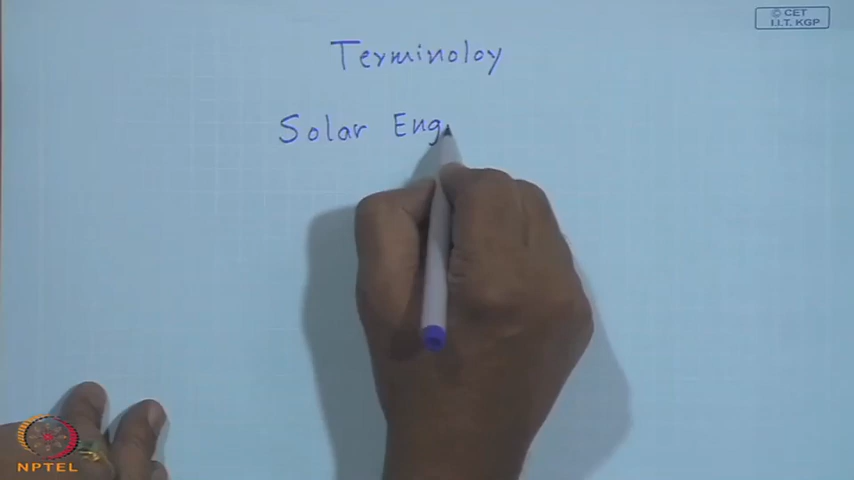 © CET
I.I.T. KGP
Terminoloy
Solar Eng
NPTEL